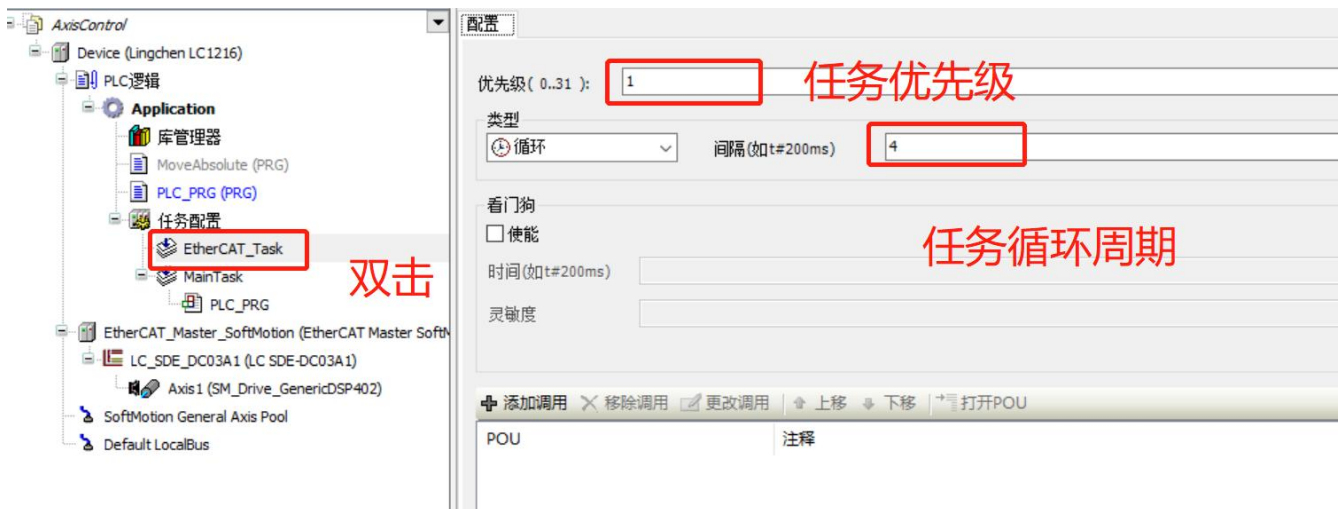 AxisControl
Device (Lingchen LC1216)
PLC逻辑
Application
库管理器
MoveAbsolute (PRG)
PLC_PRG (PRG)
任务配置
EtherCAT_Task
双击
MainTask
PLC_PRG
EtherCAT_Master_SoftMotion (EtherCAT Master Soft
LC_SDE_DC03A1 (LC SDE-DC03A1)
Axis1 (SM_Drive_GenericDSP402)
SoftMotion General Axis Pool
Default LocalBus
配置
优先级( 0..31 ): 1 任务优先级
类型
循环 间隔(如t#200ms) 4
看门狗
使能
任务循环周期
时间(如t#200ms)
灵敏度
添加调用 移除调用 更改调用 上移 下移 打开POU
POU 注释